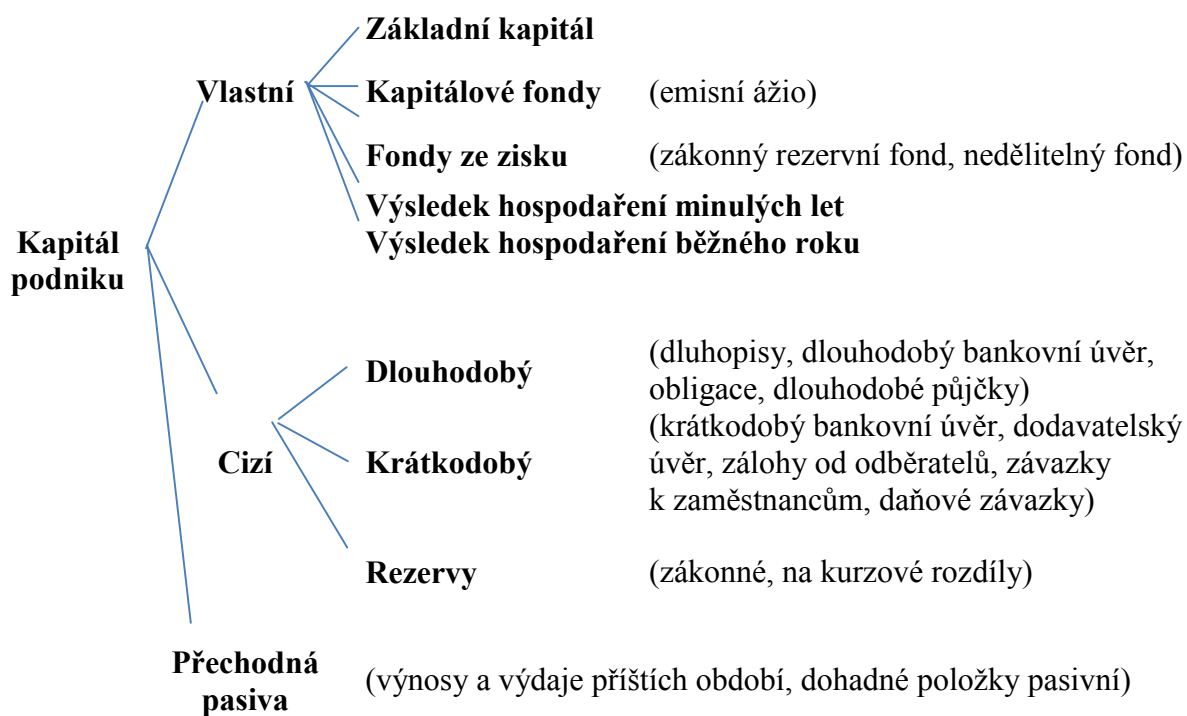 Kapitál
podniku
Vlastní
Základní kapitál
Kapitálové fondy (emisní ážio)
Fondy ze zisku (zákonný rezervní fond, nedělitelný fond)
Výsledek hospodaření minulých let
Výsledek hospodaření běžného roku
Cizí
Dlouhodobý
(dluhopisy, dlouhodobý bankovní úvěr,
obligace, dlouhodobé půjčky)
Krátkodobý
(krátkodobý bankovní úvěr, dodavatelský
úvěr, zálohy od odběratelů, závazky
k zaměstnancům, daňové závazky)
Rezervy (zákonné, na kurzové rozdíly)
Přechodná
pasiva
(výnosy a výdaje příštích období, dohadné položky pasivní)